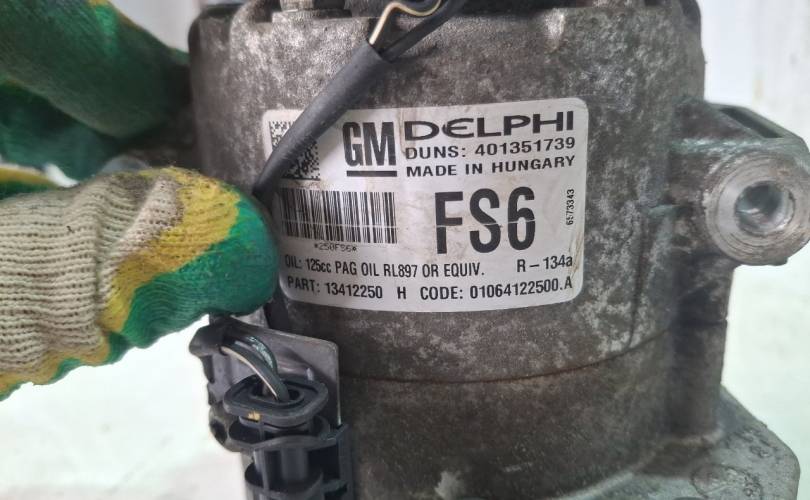 GM DELPHI
DUNS: 401351739
MADE IN HUNGARY
FS6
*250FS6*
6573343
OIL: 125cc PAG OIL RL897 OR EQUIV. R-134a
PART: 13412250 H CODE: 01064122500.A